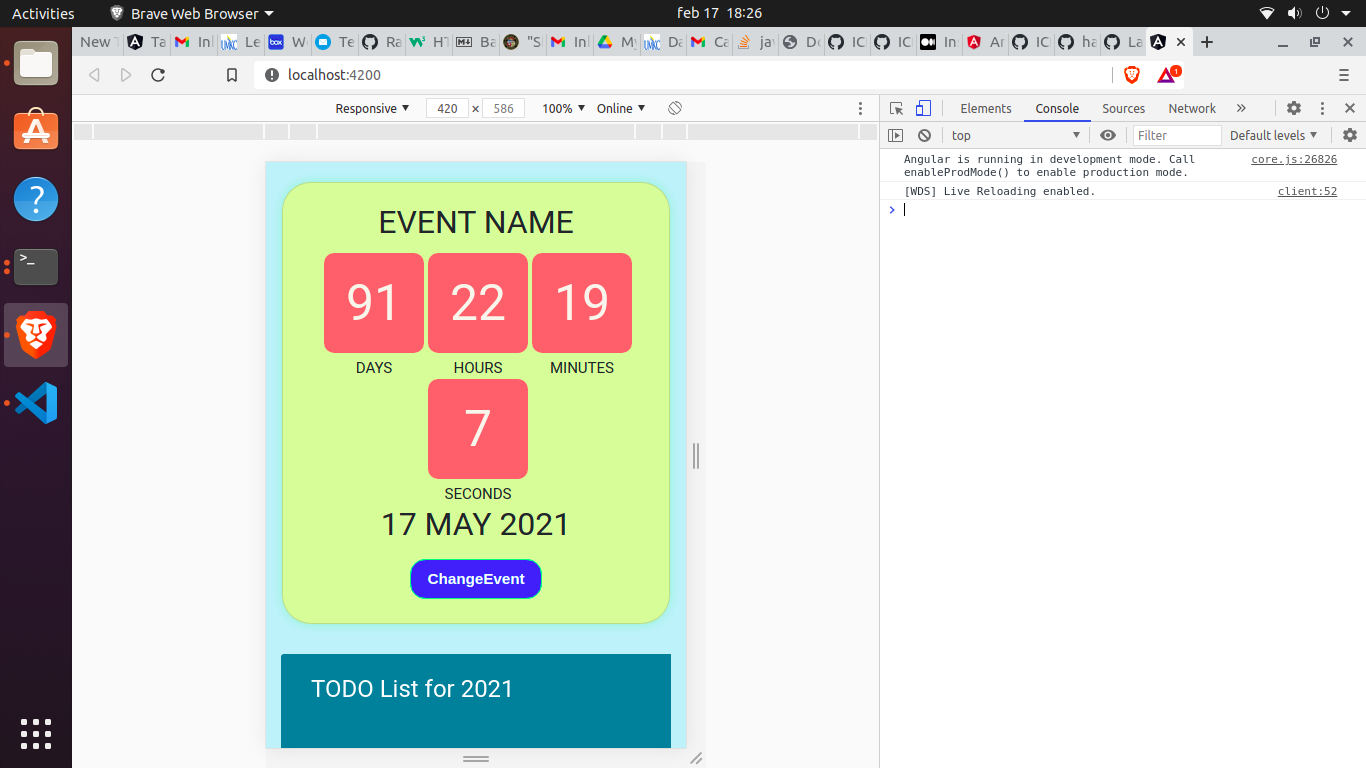 Activities Brave Web Browser feb 17 18:26
New T Ta In Le W Te Ra HT Ba "S In My Da Ca jav Do IC IC In An IC ha La
localhost:4200 1
Responsive 420 × 586 100% Online
Elements Console Sources Network »
top Filter Default levels
Angular is running in development mode. Call core.js:26826
enableProdMode() to enable production mode.
[WDS] Live Reloading enabled. client:52
EVENT NAME
91 22 19
DAYS HOURS MINUTES
7
SECONDS
17 MAY 2021
ChangeEvent
TODO List for 2021